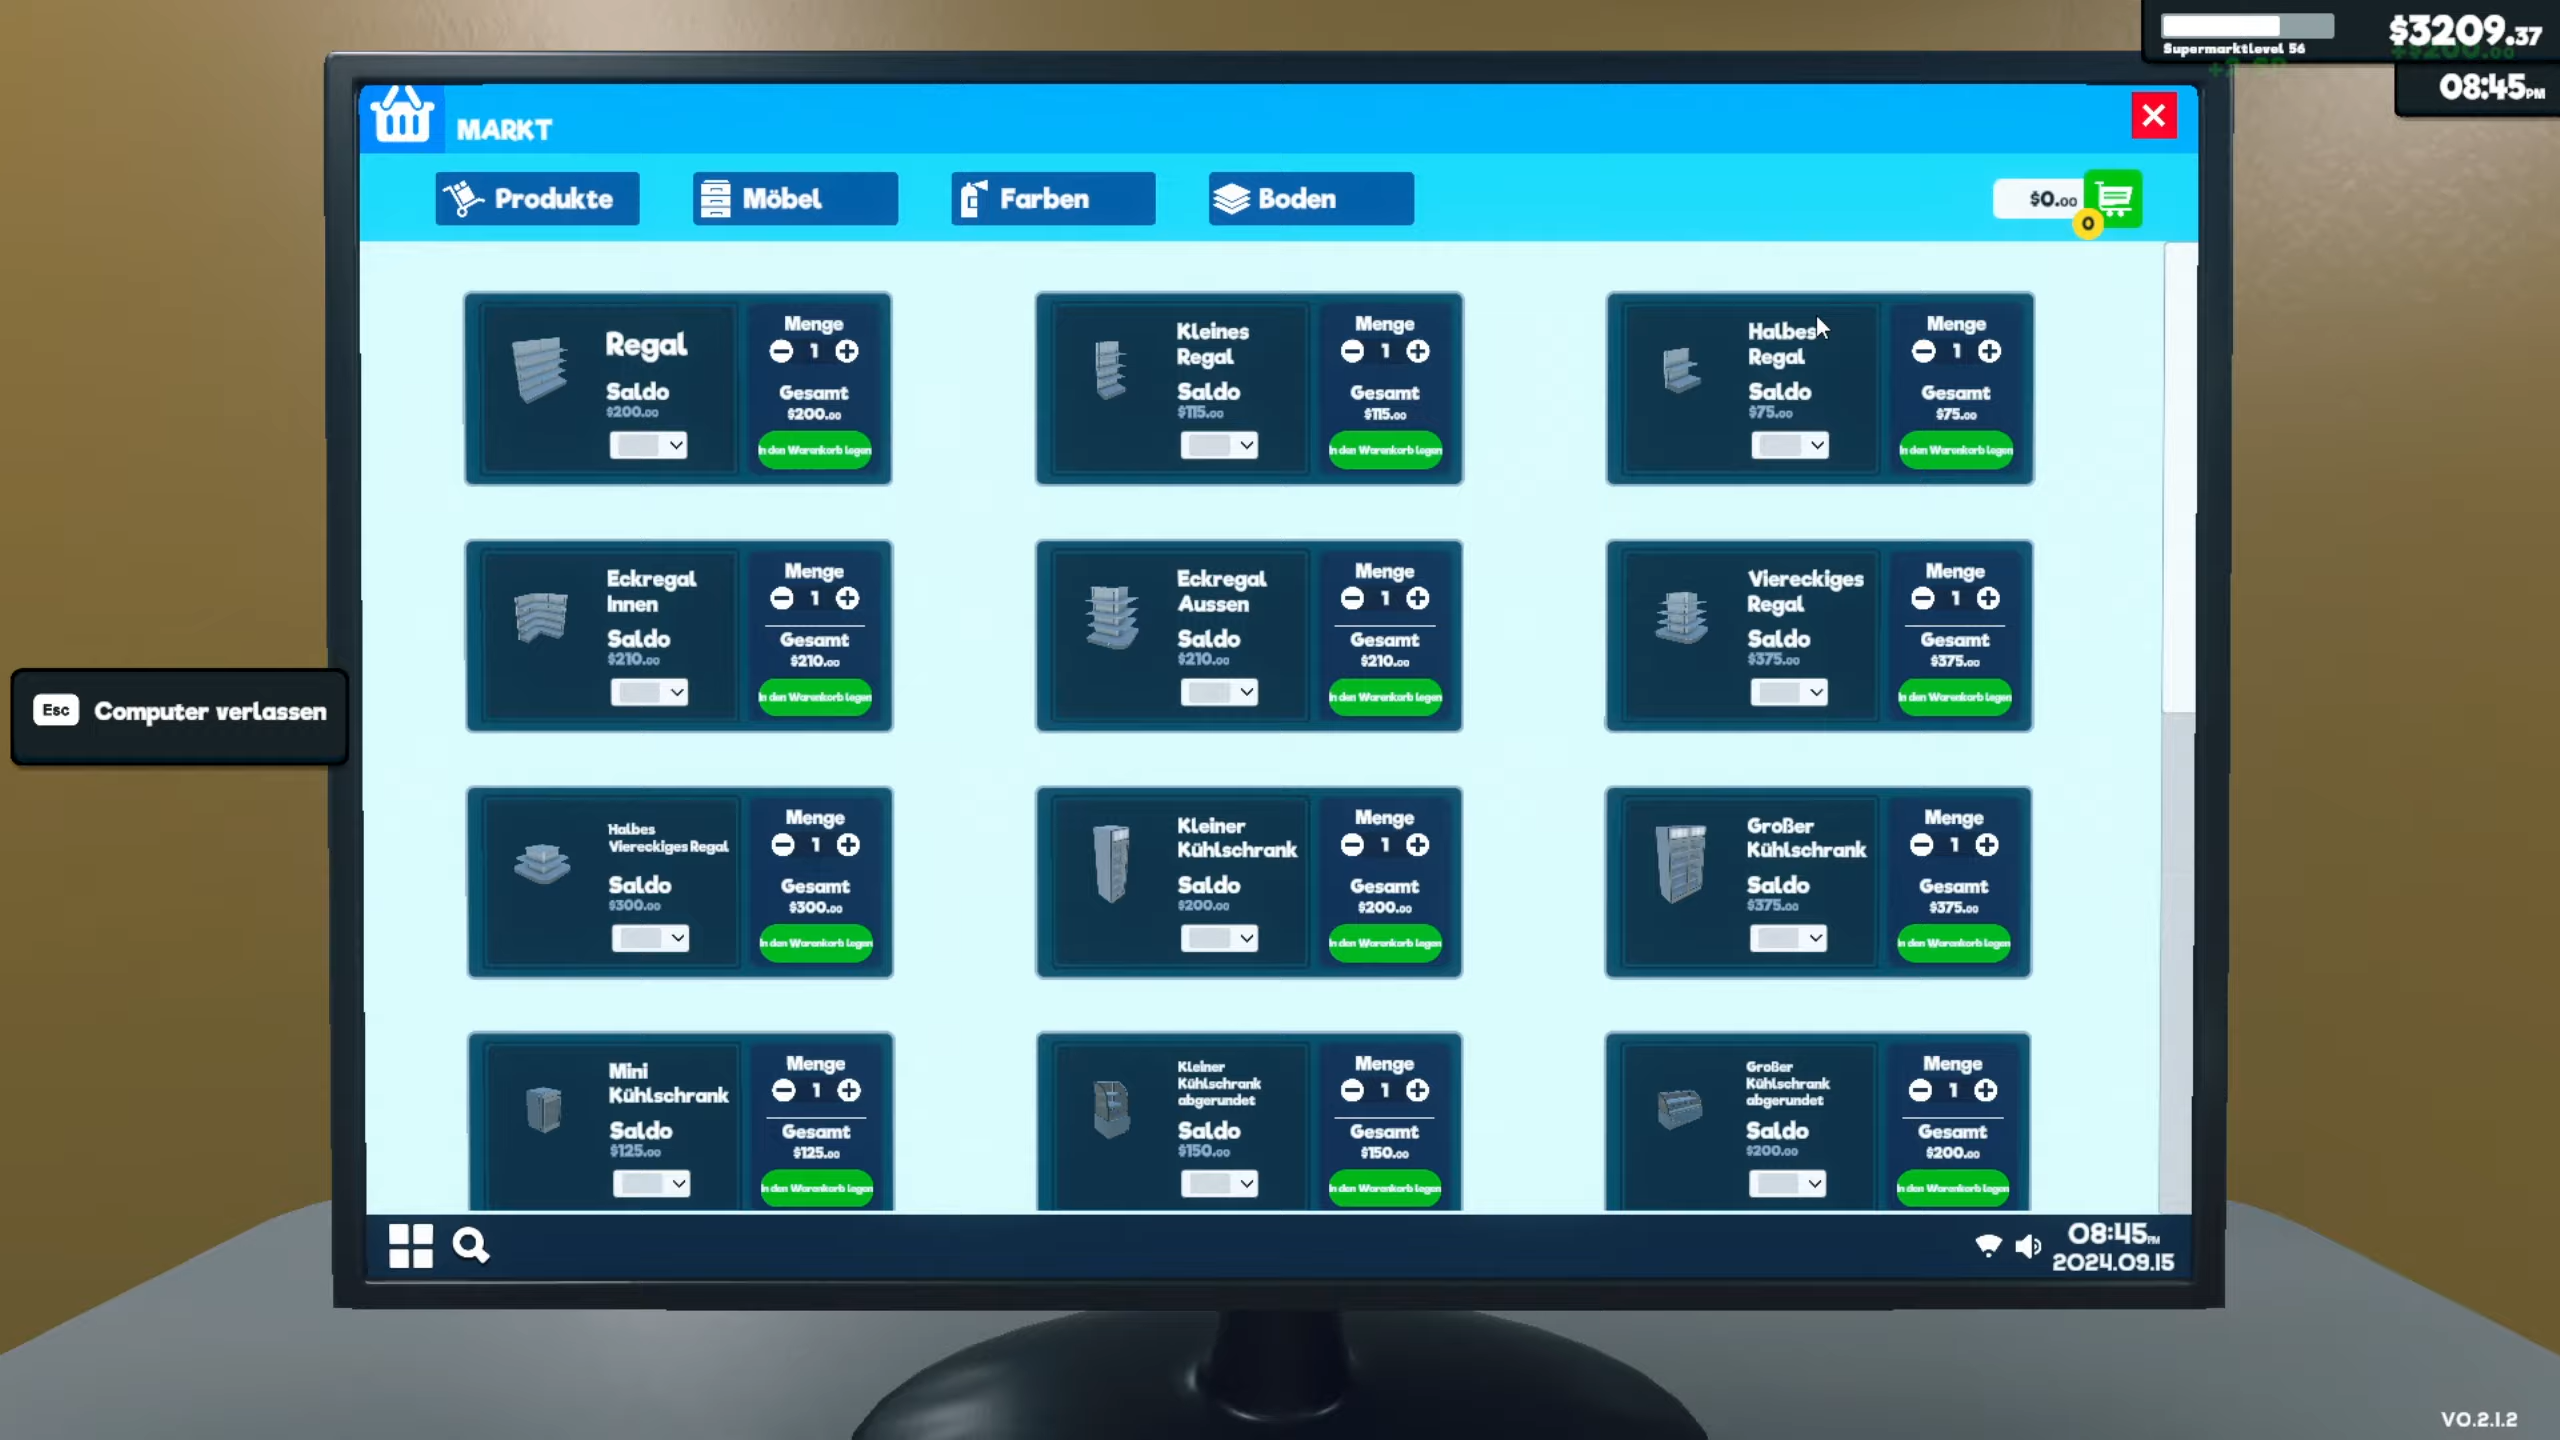 $3209.37
Supermarktlevel 56
08:45PM
MARKT
Produkte
Möbel
Farben
Boden
$0.00
0
Regal
Saldo
$200.00
Menge
1
Gesamt
$200.00
In den Warenkorb legen
Kleines
Regal
Saldo
$115.00
Menge
1
Gesamt
$115.00
In den Warenkorb legen
Halbes
Regal
Saldo
$75.00
Menge
1
Gesamt
$75.00
In den Warenkorb legen
Eckregal
Innen
Saldo
$210.00
Menge
1
Gesamt
$210.00
In den Warenkorb legen
Eckregal
Aussen
Saldo
$210.00
Menge
1
Gesamt
$210.00
In den Warenkorb legen
Viereckiges
Regal
Saldo
$375.00
Menge
1
Gesamt
$375.00
In den Warenkorb legen
Esc
Computer verlassen
Halbes
Viereckiges Regal
Saldo
$300.00
Menge
1
Gesamt
$300.00
In den Warenkorb legen
Kleiner
Kühlschrank
Saldo
$200.00
Menge
1
Gesamt
$200.00
In den Warenkorb legen
Großer
Kühlschrank
Saldo
$375.00
Menge
1
Gesamt
$375.00
In den Warenkorb legen
Mini
Kühlschrank
Saldo
$125.00
Menge
1
Gesamt
$125.00
In den Warenkorb legen
Kleiner
Kühlschrank
abgerundet
Saldo
$150.00
Menge
1
Gesamt
$150.00
In den Warenkorb legen
Großer
Kühlschrank
abgerundet
Saldo
$200.00
Menge
1
Gesamt
$200.00
In den Warenkorb legen
08:45PM
2024.09.15
V0.2.1.2